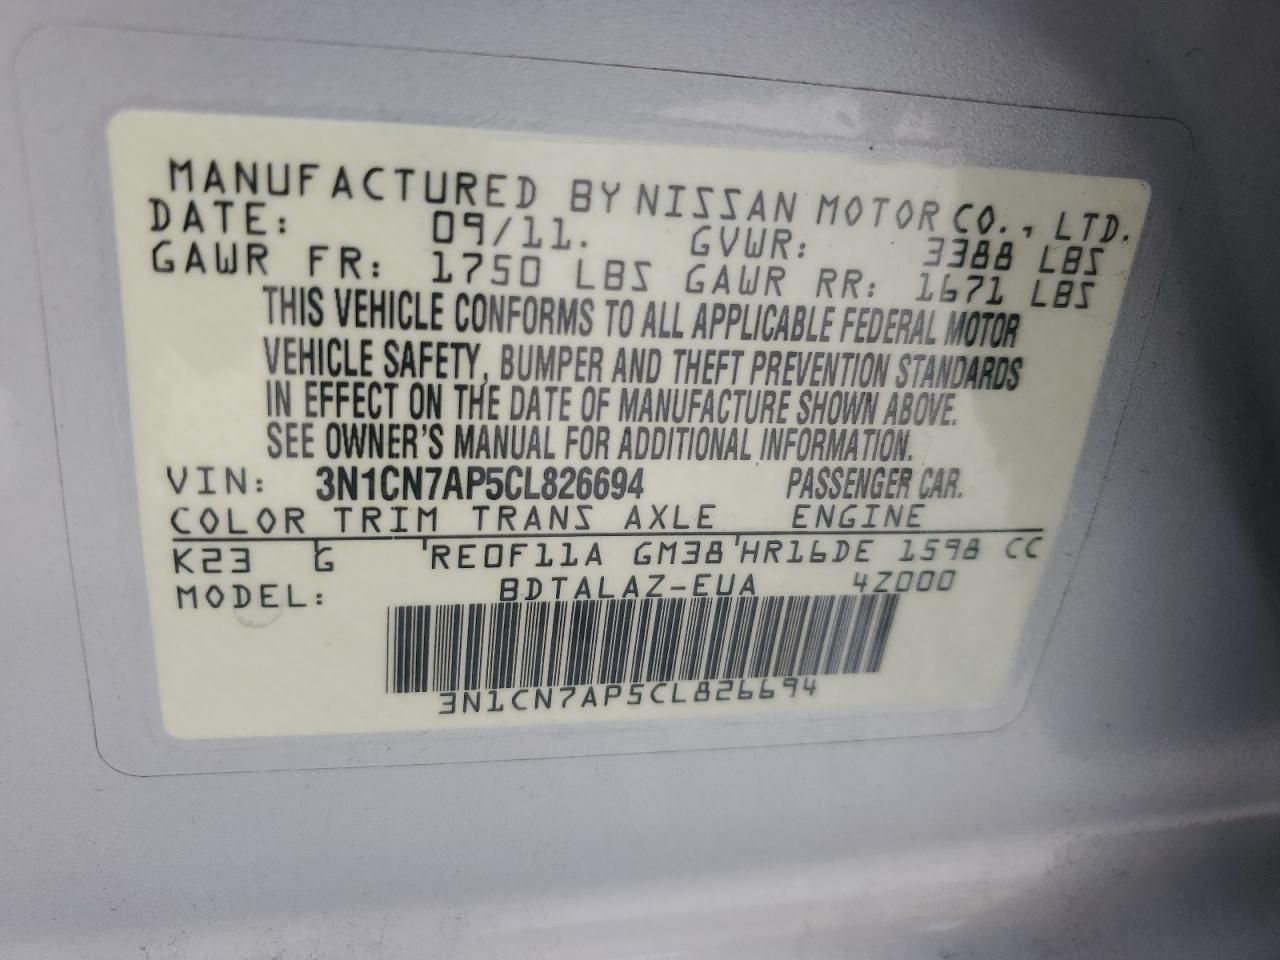 MANUFACTURED BY NISSAN MOTOR CO., LTD.
DATE: 09/11. GVWR: 3388 LBS
GAWR FR: 1750 LBS GAWR RR: 1671 LBS
THIS VEHICLE CONFORMS TO ALL APPLICABLE FEDERAL MOTOR
VEHICLE SAFETY, BUMPER AND THEFT PREVENTION STANDARDS
IN EFFECT ON THE DATE OF MANUFACTURE SHOWN ABOVE.
SEE OWNER'S MANUAL FOR ADDITIONAL INFORMATION.
VIN: 3N1CN7AP5CL826694 PASSENGER CAR.
COLOR TRIM TRANS AXLE ENGINE
K23 G RE0F11A GM38 HR16DE 1598 CC
MODEL: BDTALAZ-EUA 4Z000
3N1CN7AP5CL826694